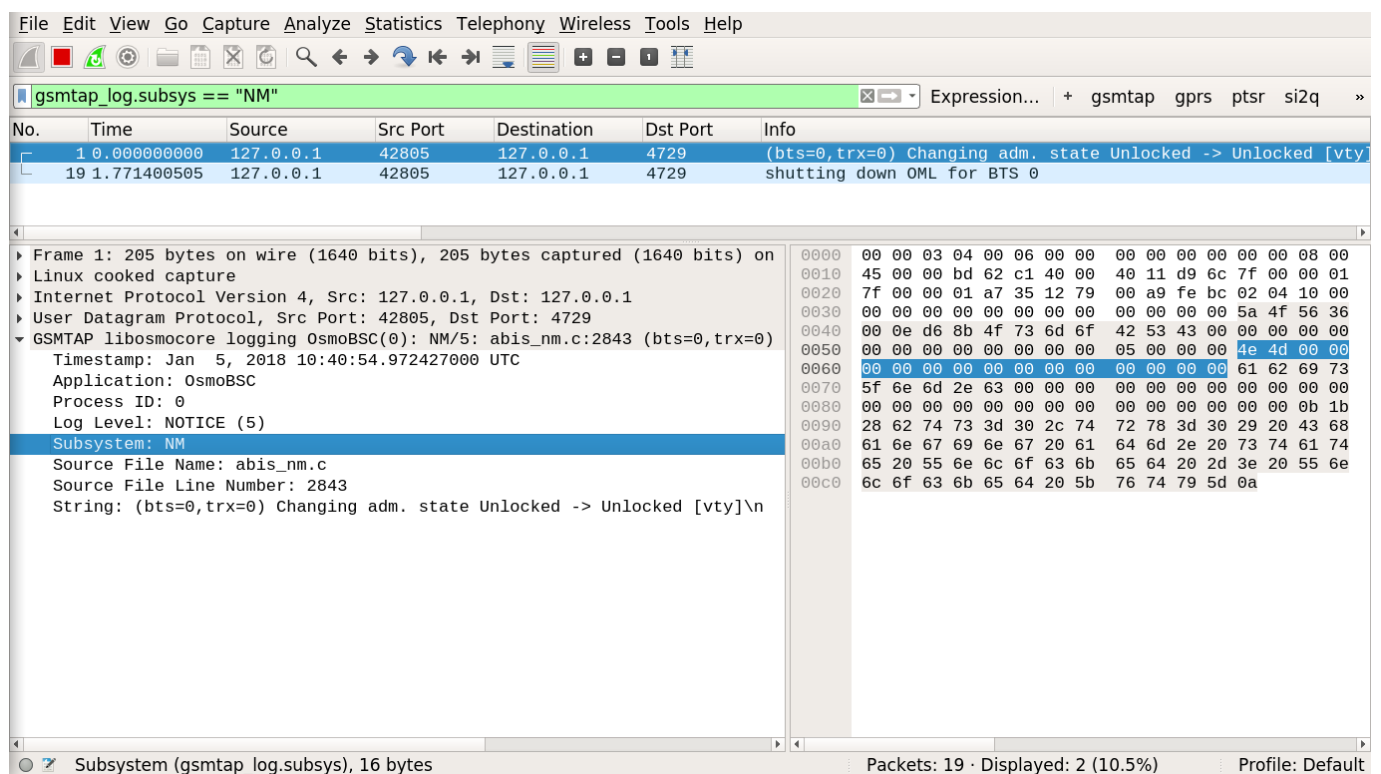 File Edit View Go Capture Analyze Statistics Telephony Wireless Tools Help
gsmtap_log.subsys == "NM" Expression... + gsmtap gprs ptsr si2q »
No. Time Source Src Port Destination Dst Port Info
1 0.000000000 127.0.0.1 42805 127.0.0.1 4729 (bts=0,trx=0) Changing adm. state Unlocked -> Unlocked [vty]
19 1.771400505 127.0.0.1 42805 127.0.0.1 4729 shutting down OML for BTS 0
Frame 1: 205 bytes on wire (1640 bits), 205 bytes captured (1640 bits) on
Linux cooked capture
Internet Protocol Version 4, Src: 127.0.0.1, Dst: 127.0.0.1
User Datagram Protocol, Src Port: 42805, Dst Port: 4729
GSMTAP libosmocore logging OsmoBSC(0): NM/5: abis_nm.c:2843 (bts=0,trx=0)
Timestamp: Jan  5, 2018 10:40:54.972427000 UTC
Application: OsmoBSC
Process ID: 0
Log Level: NOTICE (5)
Subsystem: NM
Source File Name: abis_nm.c
Source File Line Number: 2843
String: (bts=0,trx=0) Changing adm. state Unlocked -> Unlocked [vty]\n
0000 00 00 03 04 00 06 00 00 00 00 00 00 00 00 08 00
0010 45 00 00 bd 62 c1 40 00 40 11 d9 6c 7f 00 00 01
0020 7f 00 00 01 a7 35 12 79 00 a9 fe bc 02 04 10 00
0030 00 00 00 00 00 00 00 00 00 00 00 00 5a 4f 56 36
0040 00 0e d6 8b 4f 73 6d 6f 42 53 43 00 00 00 00 00
0050 00 00 00 00 00 00 00 00 05 00 00 00 4e 4d 00 00
0060 00 00 00 00 00 00 00 00 00 00 00 00 61 62 69 73
0070 5f 6e 6d 2e 63 00 00 00 00 00 00 00 00 00 00 00
0080 00 00 00 00 00 00 00 00 00 00 00 00 00 00 0b 1b
0090 28 62 74 73 3d 30 2c 74 72 78 3d 30 29 20 43 68
00a0 61 6e 67 69 6e 67 20 61 64 6d 2e 20 73 74 61 74
00b0 65 20 55 6e 6c 6f 63 6b 65 64 20 2d 3e 20 55 6e
00c0 6c 6f 63 6b 65 64 20 5b 76 74 79 5d 0a
Subsystem (gsmtap_log.subsys), 16 bytes Packets: 19 · Displayed: 2 (10.5%) Profile: Default